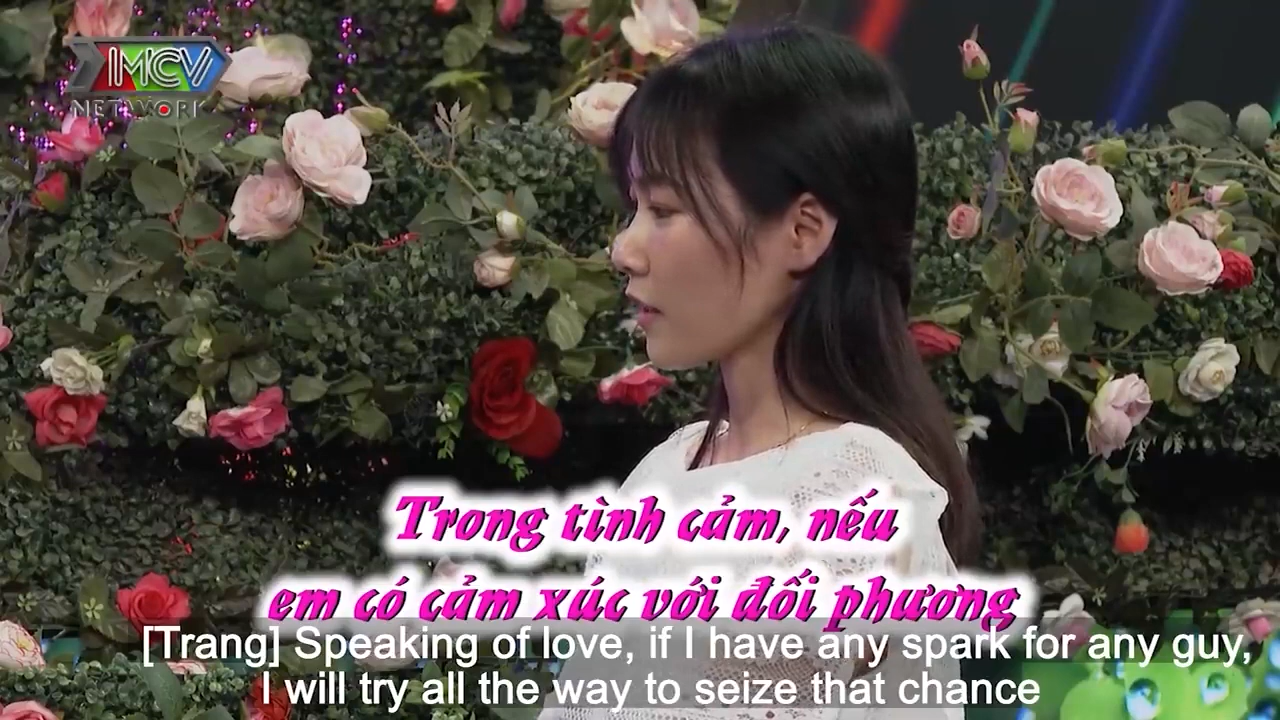 MCV
NETWORK
Trong tình cảm, nếu
em có cảm xúc với đối phương
[Trang] Speaking of love, if I have any spark for any guy,
I will try all the way to seize that chance